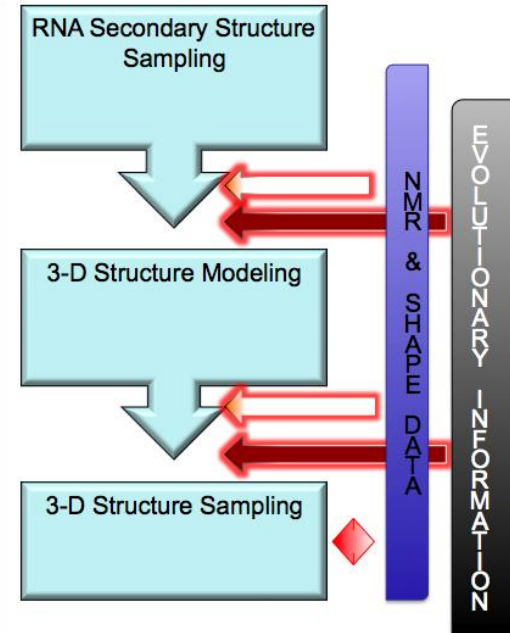 RNA Secondary Structure
Sampling
3-D Structure Modeling
3-D Structure Sampling
NMR & SHAPE DATA
EVOLUTIONARY INFORMATION